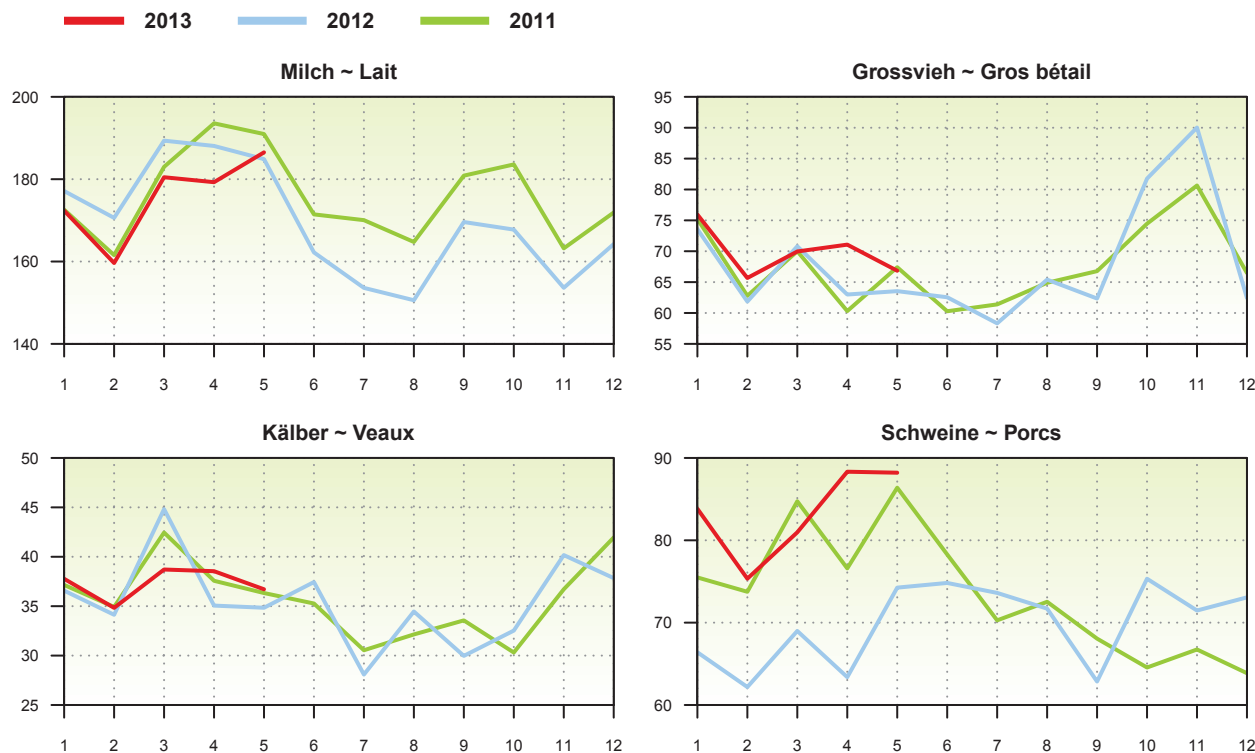 2013 2012 2011
Milch ~ Lait
200
180
160
140
1 2 3 4 5 6 7 8 9 10 11 12
Grossvieh ~ Gros bétail
95
90
85
80
75
70
65
60
55
1 2 3 4 5 6 7 8 9 10 11 12
Kälber ~ Veaux
50
45
40
35
30
25
1 2 3 4 5 6 7 8 9 10 11 12
Schweine ~ Porcs
90
80
70
60
1 2 3 4 5 6 7 8 9 10 11 12